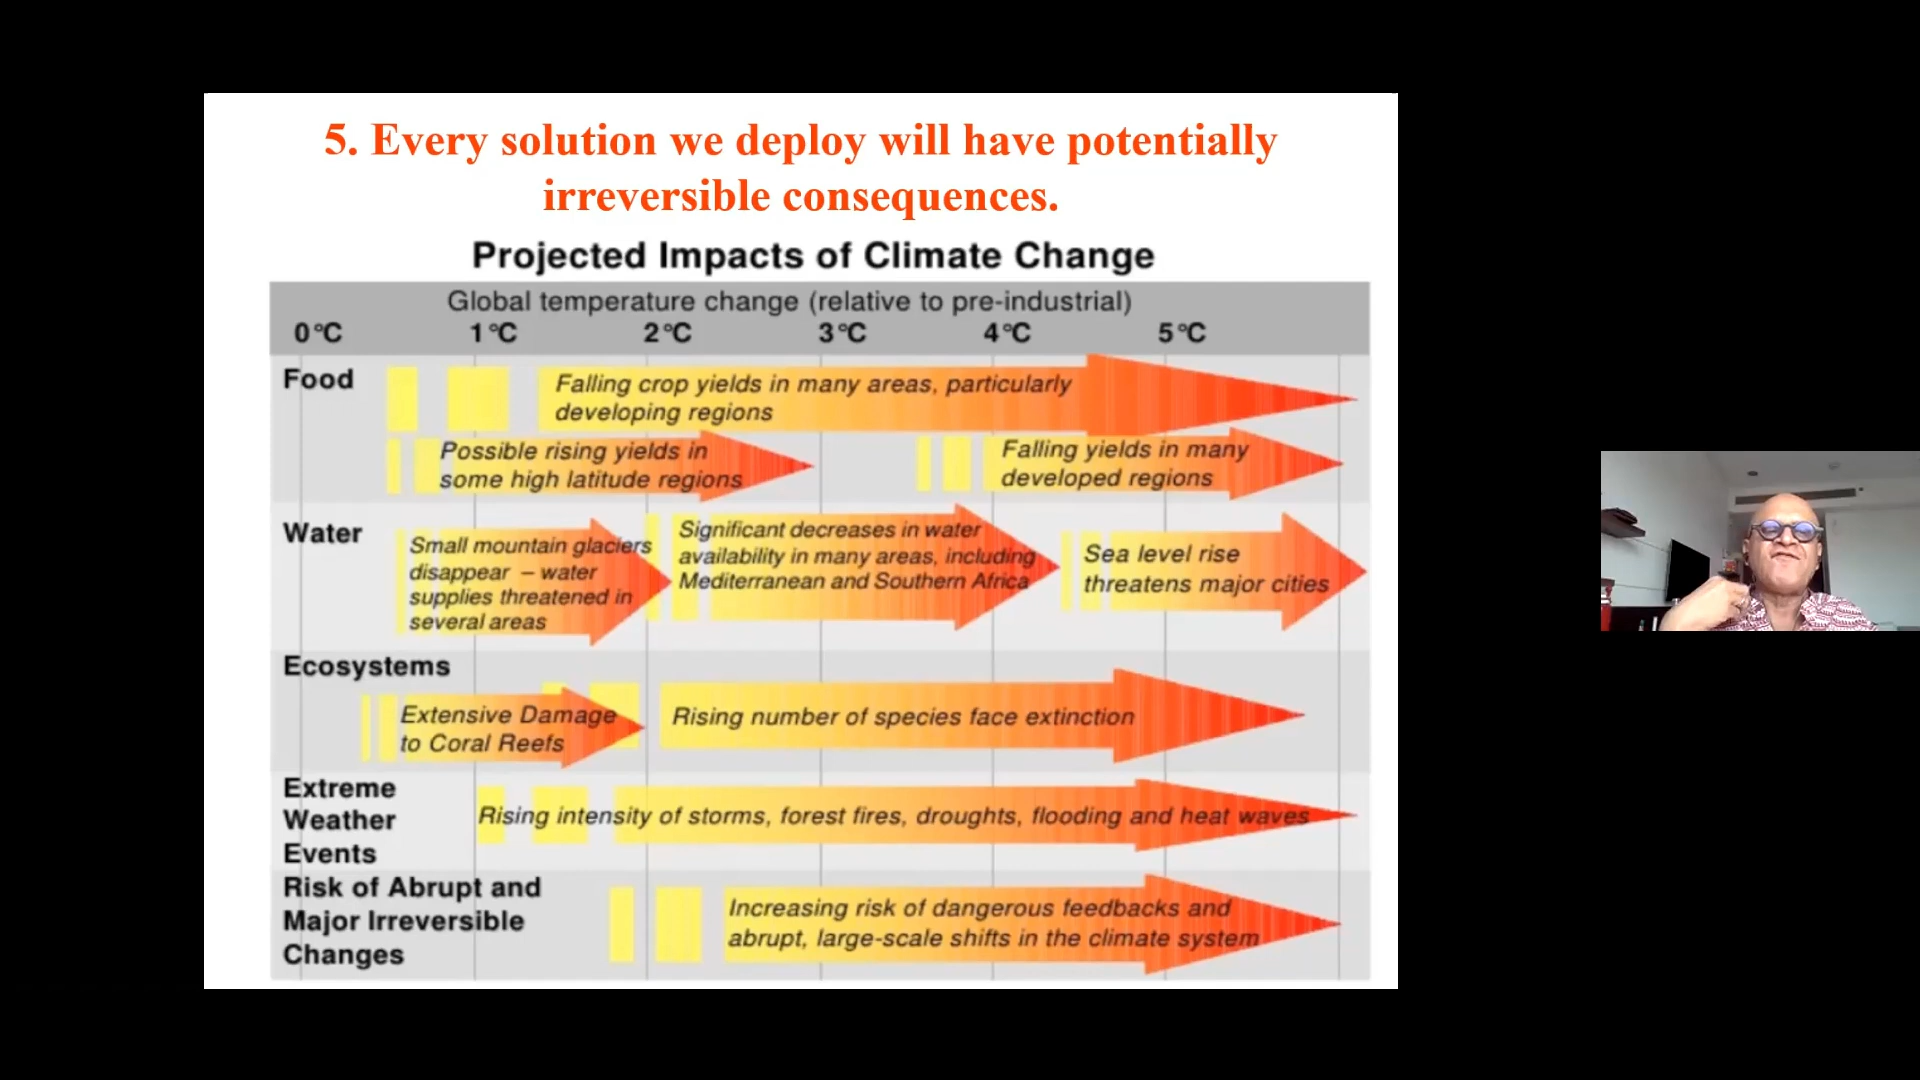 5. Every solution we deploy will have potentially
irreversible consequences.
Projected Impacts of Climate Change
Global temperature change (relative to pre-industrial)
0°C 1°C 2°C 3°C 4°C 5°C
Food
Falling crop yields in many areas, particularly
developing regions
Possible rising yields in
some high latitude regions
Falling yields in many
developed regions
Water
Small mountain glaciers
disappear – water
supplies threatened in
several areas
Significant decreases in water
availability in many areas, including
Mediterranean and Southern Africa
Sea level rise
threatens major cities
Ecosystems
Extensive Damage
to Coral Reefs
Rising number of species face extinction
Extreme
Weather
Events
Rising intensity of storms, forest fires, droughts, flooding and heat waves
Risk of Abrupt and
Major Irreversible
Changes
Increasing risk of dangerous feedbacks and
abrupt, large-scale shifts in the climate system